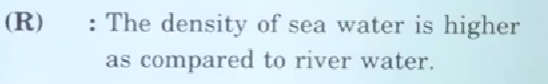 (R) : The density of sea water is higher
as compared to river water.